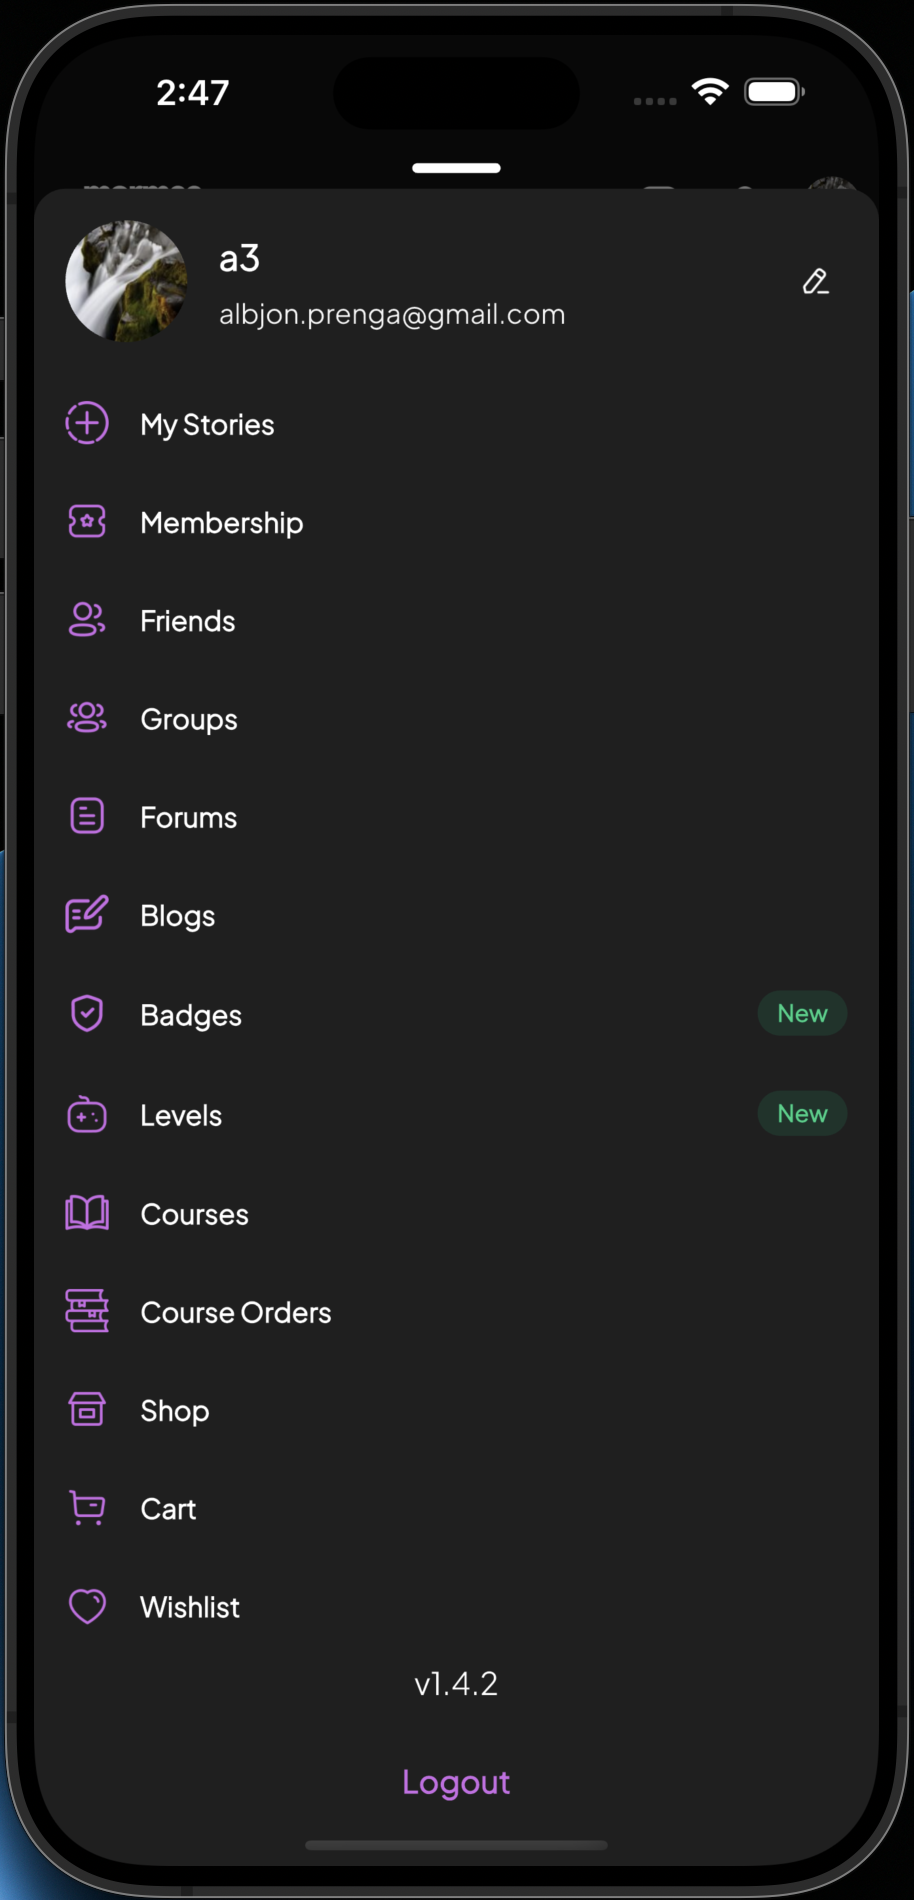 2:47
a3
albjon.prenga@gmail.com
My Stories
Membership
Friends
Groups
Forums
Blogs
Badges
New
Levels
New
Courses
Course Orders
Shop
Cart
Wishlist
v1.4.2
Logout